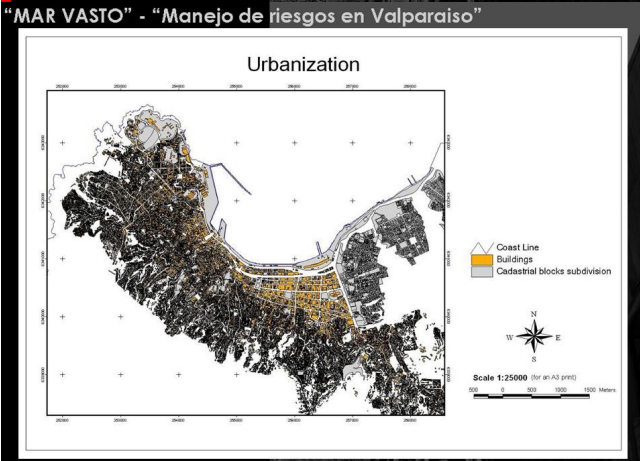 “MAR VASTO” - “Manejo de riesgos en Valparaiso”
Urbanization
Coast Line
Buildings
Cadastrial blocks subdivision
N
W E
S
Scale 1:25000 (for an A3 print)
500 0 500 1000 1500 Meters